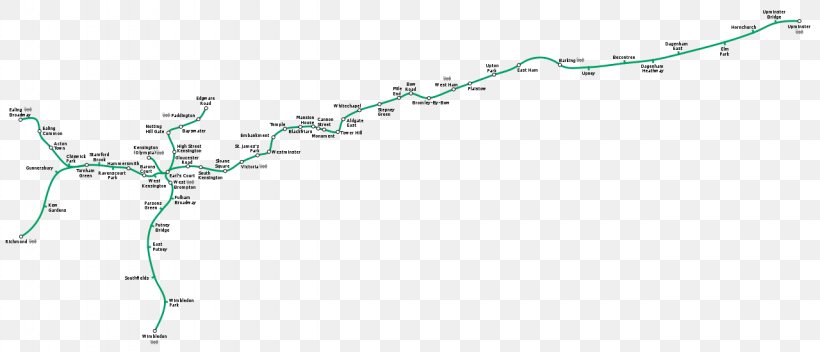 Upminster
Bridge
Upminster
Hornchurch
Elm
Park
Dagenham
East
Dagenham
Heathway
Becontree
Upney
Barking
East Ham
Upton
Park
Plaistow
West Ham
Bromley-By-Bow
Bow
Road
Mile
End
Stepney
Green
Whitechapel
Aldgate
East
Tower Hill
Cannon
Street
Monument
Mansion
House
Blackfriars
Temple
Embankment
Westminster
St. James's
Park
Victoria
Sloane
Square
South
Kensington
Gloucester
Road
High Street
Kensington
Notting
Hill Gate
Bayswater
Paddington
Edgware
Road
Kensington
(Olympia)
Earl's Court
Barons
Court
West
Kensington
Hammersmith
Ravenscourt
Park
Stamford
Brook
Turnham
Green
Chiswick
Park
Acton
Town
Ealing
Common
Ealing
Broadway
Gunnersbury
Kew
Gardens
Richmond
West
Brompton
Fulham
Broadway
Parsons
Green
Putney
Bridge
East
Putney
Southfields
Wimbledon
Park
Wimbledon